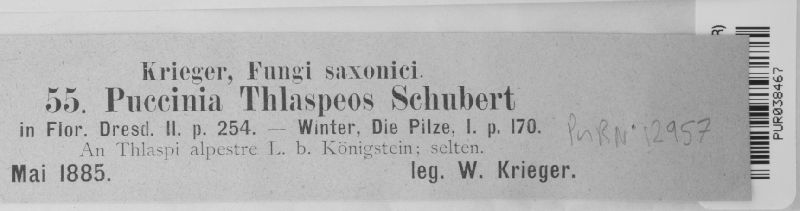 Krieger, Fungi saxonici.
55. Puccinia Thlaspeos Schubert
in Flor. Dresd. II. p. 254. — Winter, Die Pilze, I. p. 170.
An Thlaspi alpestre L. b. Königstein; selten.
Mai 1885.
leg. W. Krieger.
PUR N° 12957
R)
PUR038467